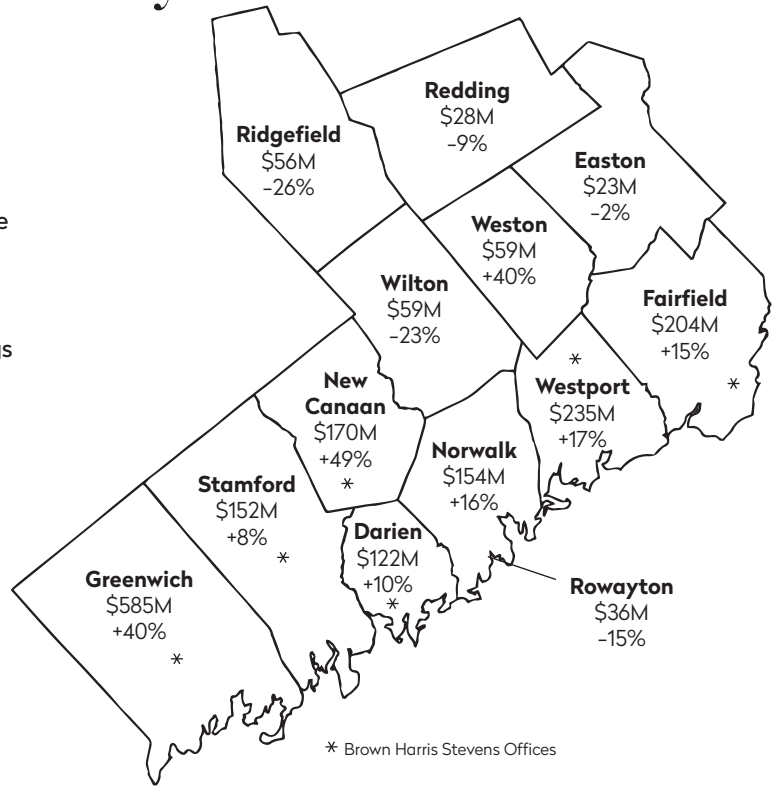 y
e
gs
Ridgefield
$56M
-26%
Redding
$28M
-9%
Easton
$23M
-2%
Weston
$59M
+40%
Wilton
$59M
-23%
Fairfield
$204M
+15%
*
New
Canaan
$170M
+49%
*
*
Westport
$235M
+17%
Norwalk
$154M
+16%
Stamford
$152M
+8%
*
Darien
$122M
+10%
*
Greenwich
$585M
+40%
*
Rowayton
$36M
-15%
* Brown Harris Stevens Offices